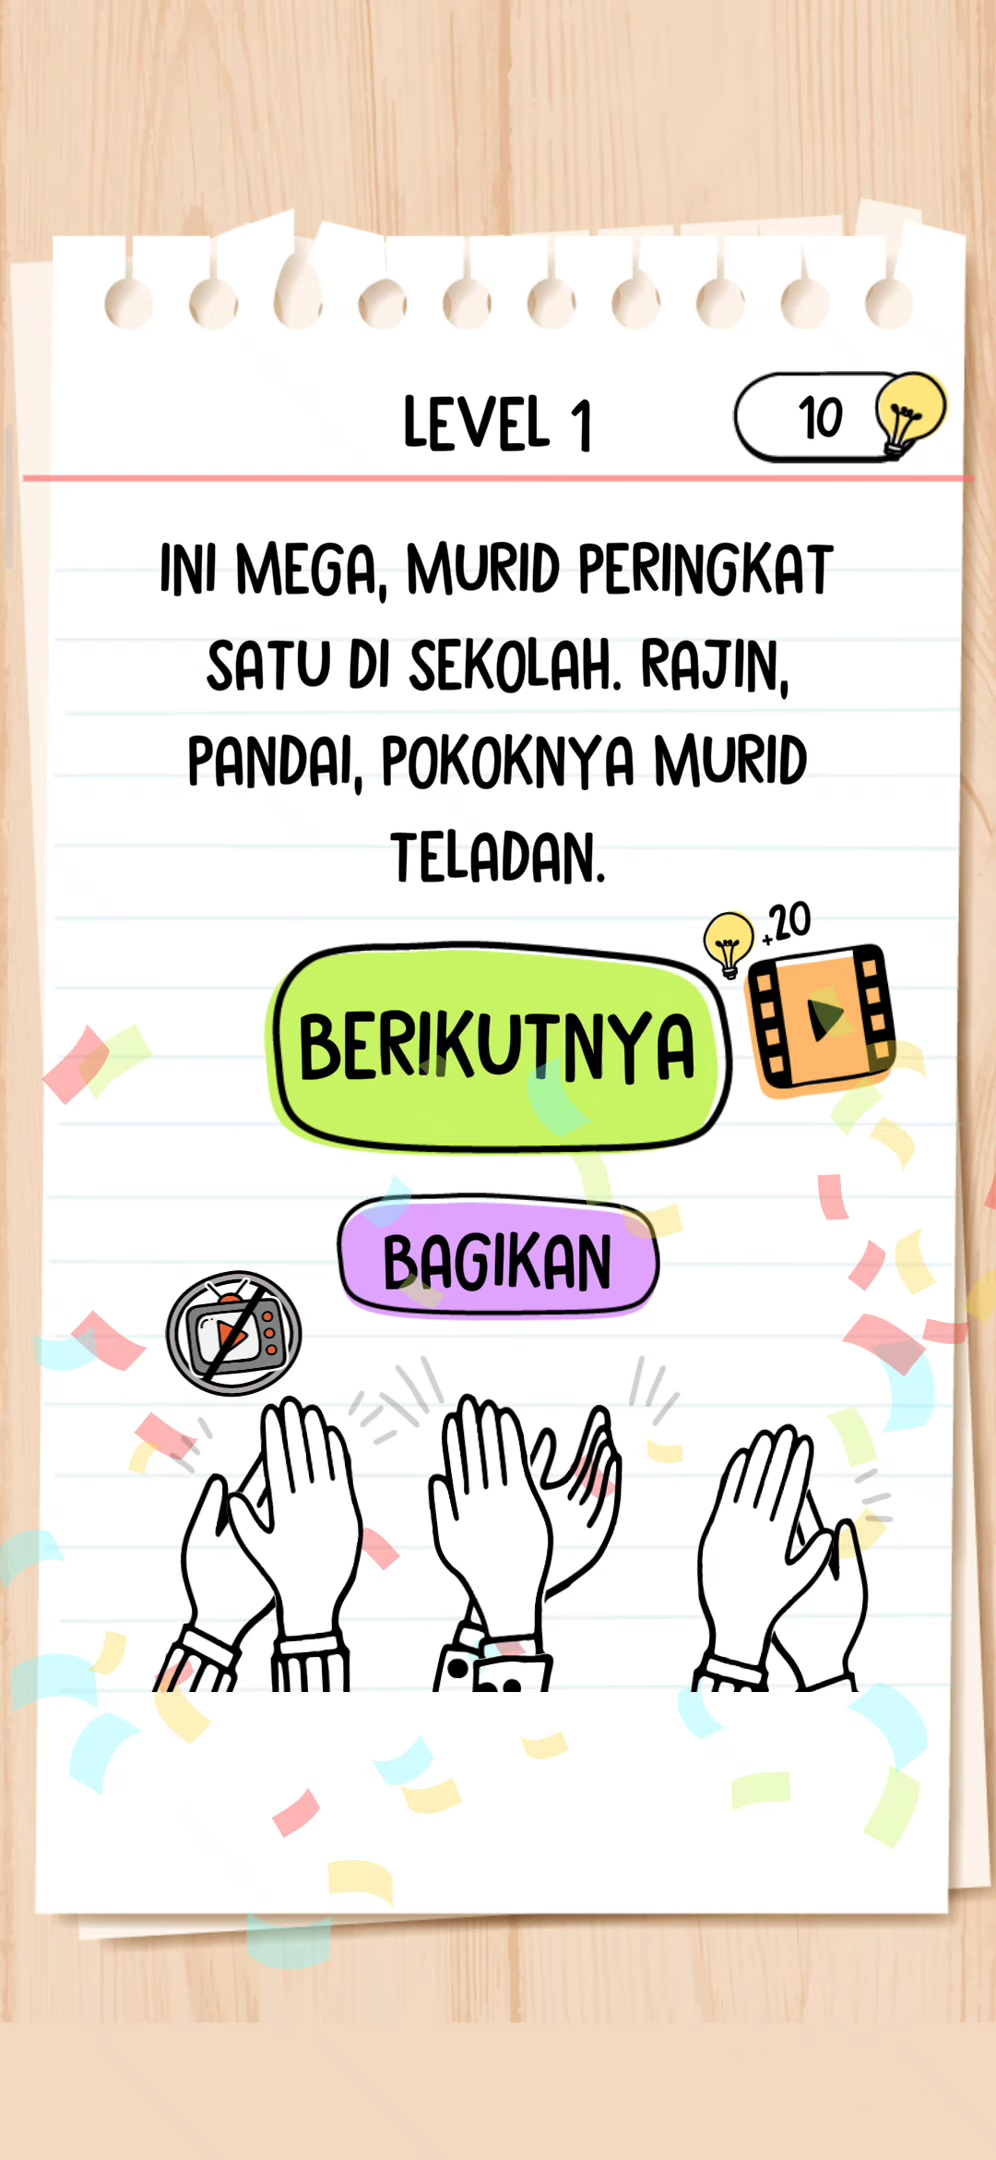 LEVEL 1
10
INI MEGA, MURID PERINGKAT
SATU DI SEKOLAH. RAJIN,
PANDAI, POKOKNYA MURID
TELADAN.
+20
BERIKUTNYA
BAGIKAN